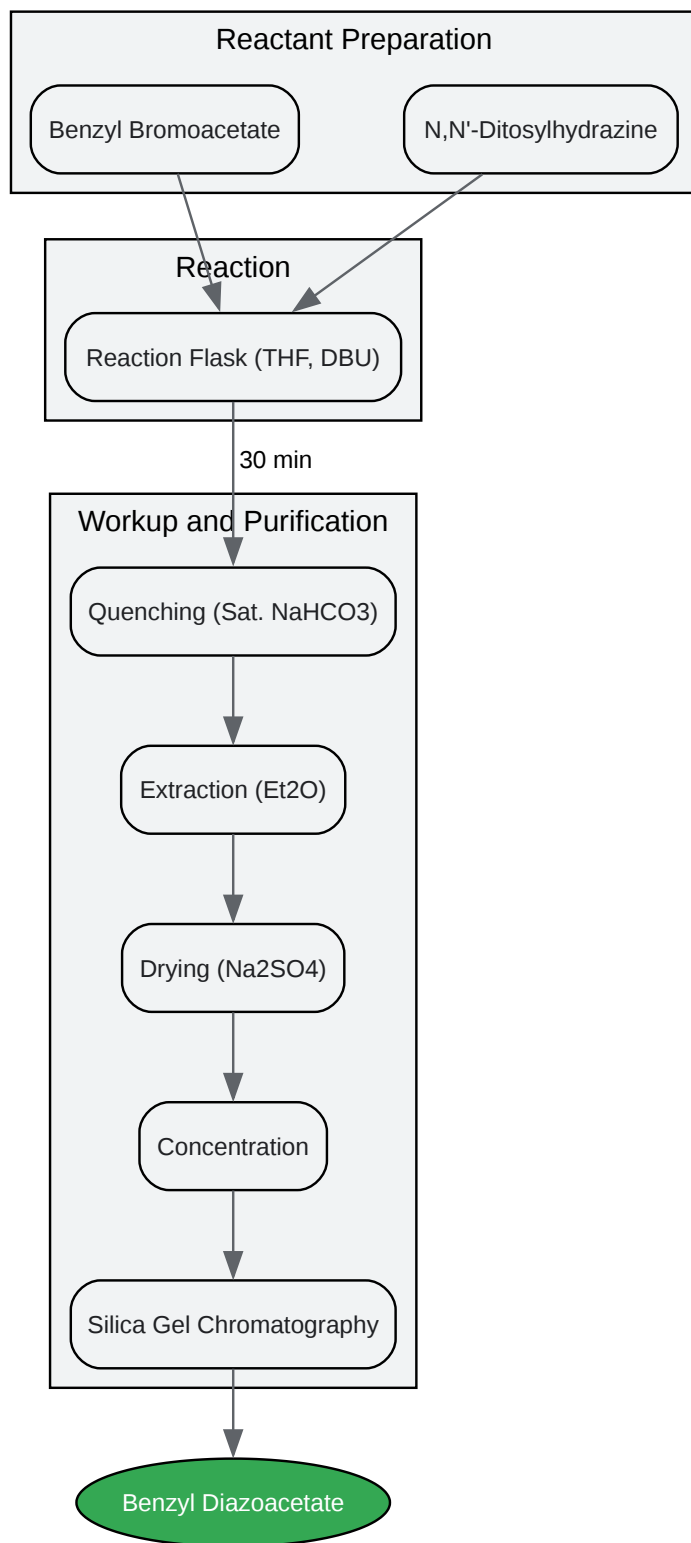 Reactant Preparation
Benzyl Bromoacetate
N,N'-Ditosylhydrazine
Reaction
Reaction Flask (THF, DBU)
30 min
Workup and Purification
Quenching (Sat. NaHCO3)
Extraction (Et2O)
Drying (Na2SO4)
Concentration
Silica Gel Chromatography
Benzyl Diazoacetate